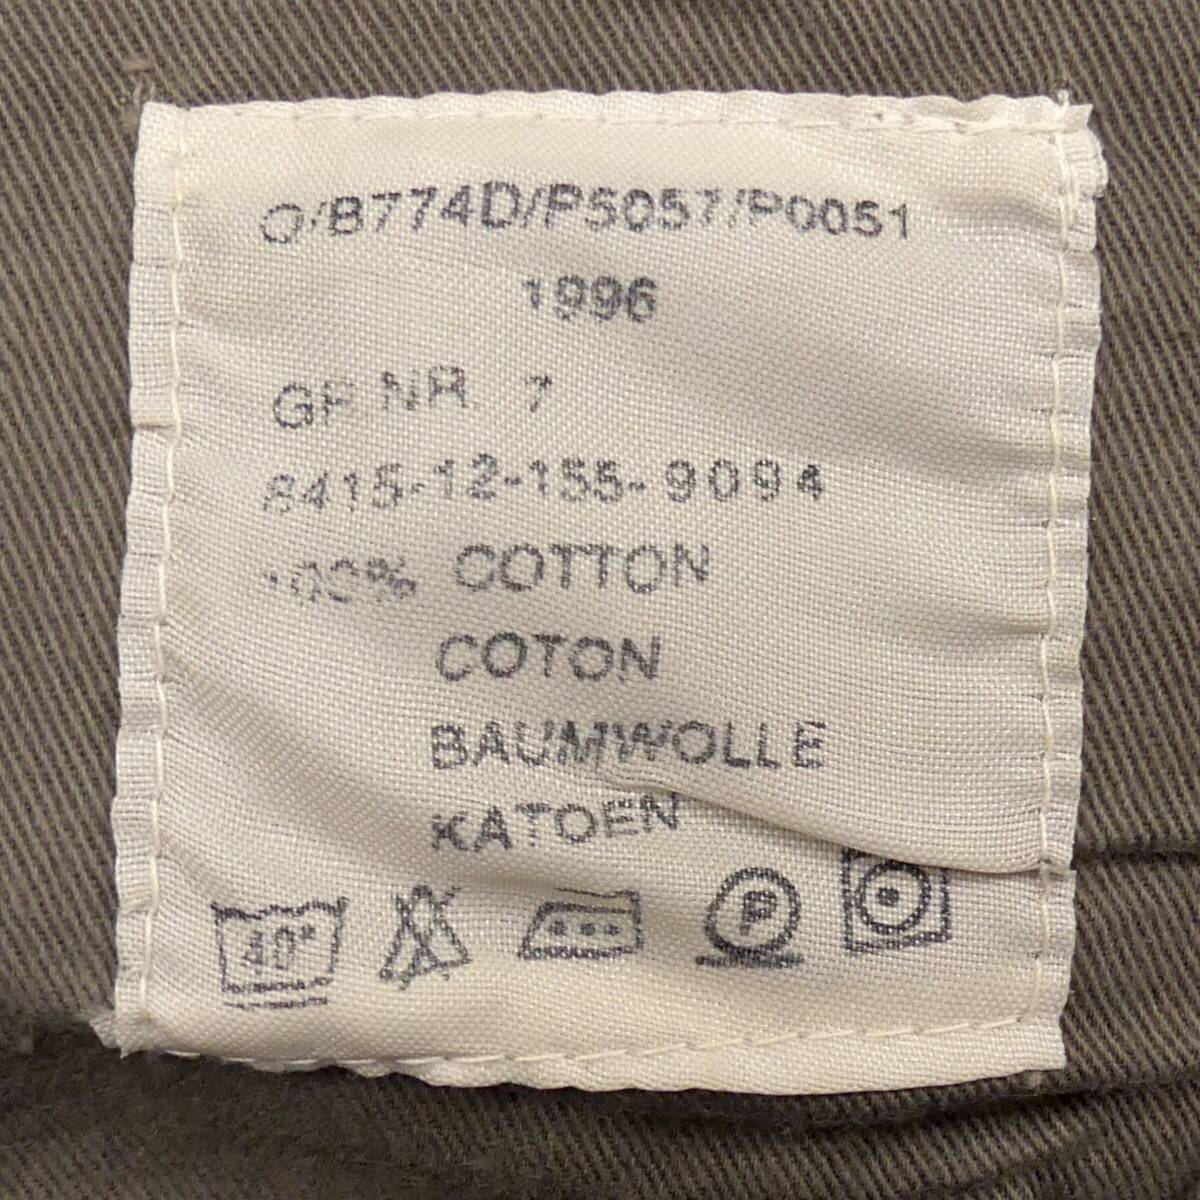 O/B774D/P5057/P0051
1996
GR NR. 7
8415-12-155-9094
100% COTTON
COTON
BAUMWOLLE
KATOEN
40°
P